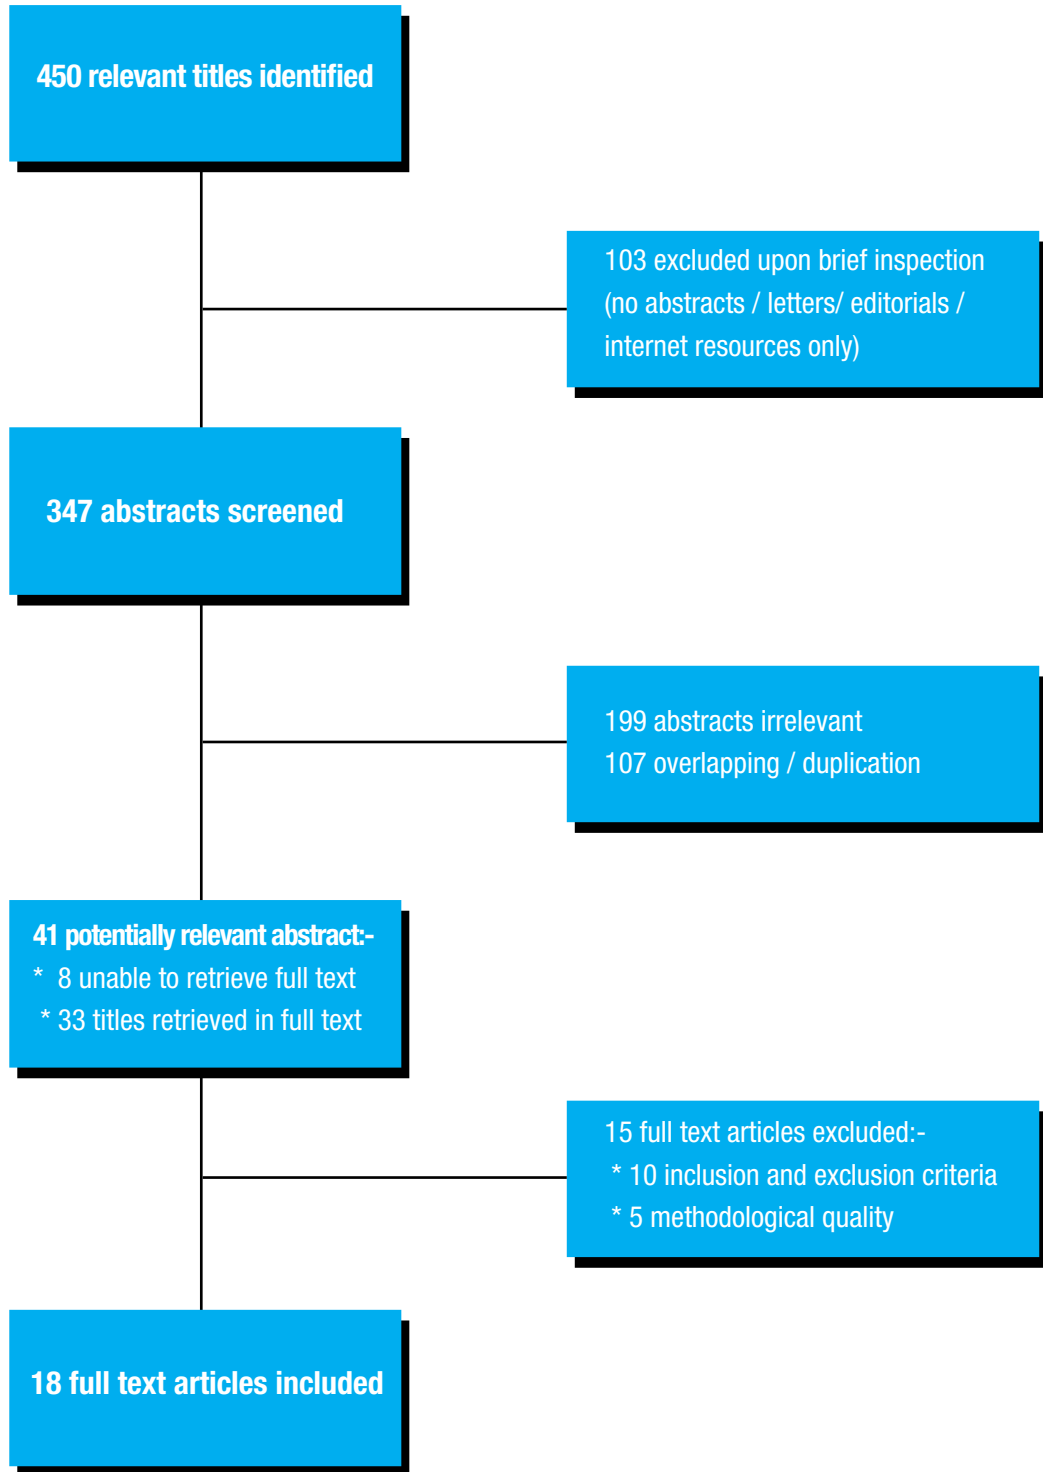 450 relevant titles identified
103 excluded upon brief inspection
(no abstracts / letters/ editorials /
internet resources only)
347 abstracts screened
199 abstracts irrelevant
107 overlapping / duplication
41 potentially relevant abstract:-
* 8 unable to retrieve full text
* 33 titles retrieved in full text
15 full text articles excluded:-
* 10 inclusion and exclusion criteria
* 5 methodological quality
18 full text articles included